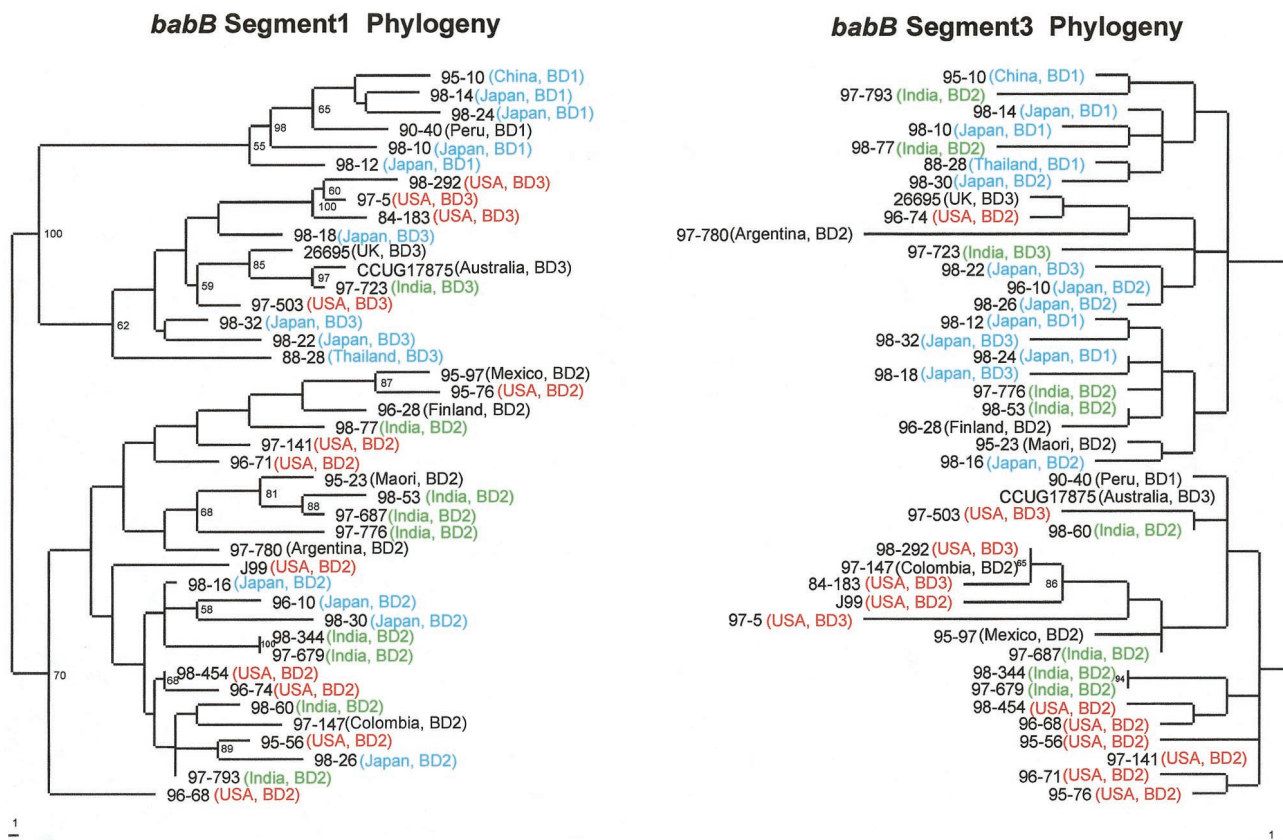 babB Segment1 Phylogeny
95-10 (China, BD1)
98-14 (Japan, BD1)
65
98-24 (Japan, BD1)
98
90-40 (Peru, BD1)
55
98-10 (Japan, BD1)
98-12 (Japan, BD1)
98-292 (USA, BD3)
60
97-5 (USA, BD3)
100
84-183 (USA, BD3)
100
98-18 (Japan, BD3)
26695 (UK, BD3)
85
CCUG17875 (Australia, BD3)
97
97-723 (India, BD3)
59
97-503 (USA, BD3)
98-32 (Japan, BD3)
62
98-22 (Japan, BD3)
88-28 (Thailand, BD3)
95-97 (Mexico, BD2)
87
95-76 (USA, BD2)
96-28 (Finland, BD2)
98-77 (India, BD2)
97-141 (USA, BD2)
96-71 (USA, BD2)
95-23 (Maori, BD2)
81
98-53 (India, BD2)
88
97-687 (India, BD2)
68
97-776 (India, BD2)
97-780 (Argentina, BD2)
J99 (USA, BD2)
98-16 (Japan, BD2)
96-10 (Japan, BD2)
58
98-30 (Japan, BD2)
98-344 (India, BD2)
100
97-679 (India, BD2)
70
98-454 (USA, BD2)
68
96-74 (USA, BD2)
98-60 (India, BD2)
97-147 (Colombia, BD2)
95-56 (USA, BD2)
89
98-26 (Japan, BD2)
97-793 (India, BD2)
96-68 (USA, BD2)
1
babB Segment3 Phylogeny
95-10 (China, BD1)
97-793 (India, BD2)
98-14 (Japan, BD1)
98-10 (Japan, BD1)
98-77 (India, BD2)
88-28 (Thailand, BD1)
98-30 (Japan, BD2)
26695 (UK, BD3)
96-74 (USA, BD2)
97-780 (Argentina, BD2)
97-723 (India, BD3)
98-22 (Japan, BD3)
96-10 (Japan, BD2)
98-26 (Japan, BD2)
98-12 (Japan, BD1)
98-32 (Japan, BD3)
98-24 (Japan, BD1)
98-18 (Japan, BD3)
97-776 (India, BD2)
98-53 (India, BD2)
96-28 (Finland, BD2)
95-23 (Maori, BD2)
98-16 (Japan, BD2)
90-40 (Peru, BD1)
CCUG17875 (Australia, BD3)
97-503 (USA, BD3)
98-60 (India, BD2)
98-292 (USA, BD3)
97-147 (Colombia, BD2)
65
84-183 (USA, BD3)
86
J99 (USA, BD2)
97-5 (USA, BD3)
95-97 (Mexico, BD2)
97-687 (India, BD2)
98-344 (India, BD2)
94
97-679 (India, BD2)
98-454 (USA, BD2)
96-68 (USA, BD2)
95-56 (USA, BD2)
97-141 (USA, BD2)
96-71 (USA, BD2)
95-76 (USA, BD2)
1